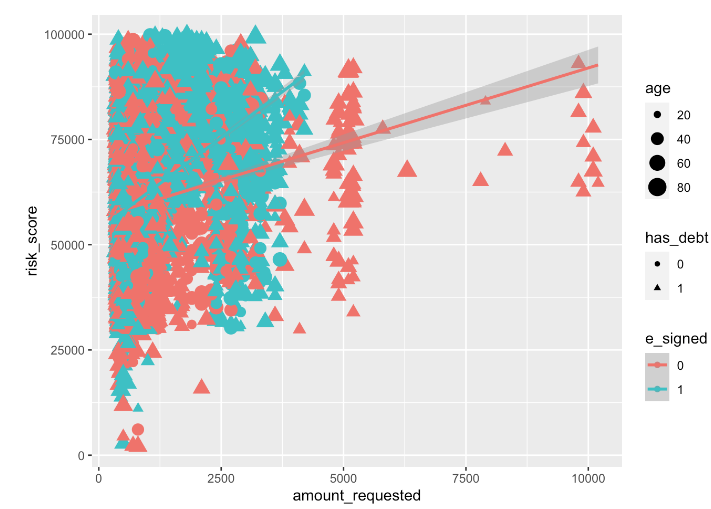 100000
75000
50000
25000
0
risk_score
0 2500 5000 7500 10000
amount_requested
age
20
40
60
80
has_debt
0
1
e_signed
0
1